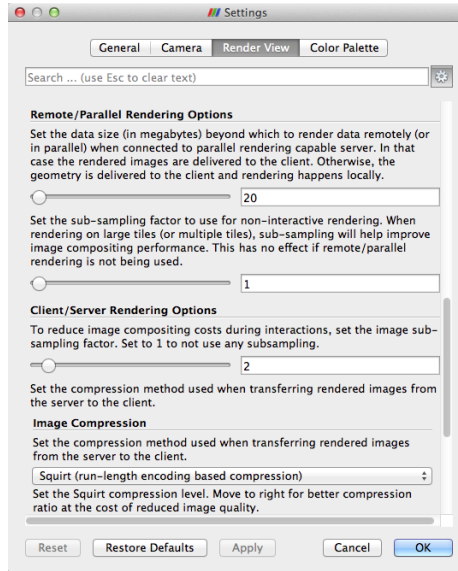 Settings
General Camera Render View Color Palette
Search ... (use Esc to clear text)
Remote/Parallel Rendering Options
Set the data size (in megabytes) beyond which to render data remotely (or
in parallel) when connected to parallel rendering capable server. In that
case the rendered images are delivered to the client. Otherwise, the
geometry is delivered to the client and rendering happens locally.
20
Set the sub-sampling factor to use for non-interactive rendering. When
rendering on large tiles (or multiple tiles), sub-sampling will help improve
image compositing performance. This has no effect if remote/parallel
rendering is not being used.
1
Client/Server Rendering Options
To reduce image compositing costs during interactions, set the image sub-
sampling factor. Set to 1 to not use any subsampling.
2
Set the compression method used when transferring rendered images from
the server to the client.
Image Compression
Set the compression method used when transferring rendered images
from the server to the client.
Squirt (run-length encoding based compression)
Set the Squirt compression level. Move to right for better compression
ratio at the cost of reduced image quality.
Reset Restore Defaults Apply Cancel OK